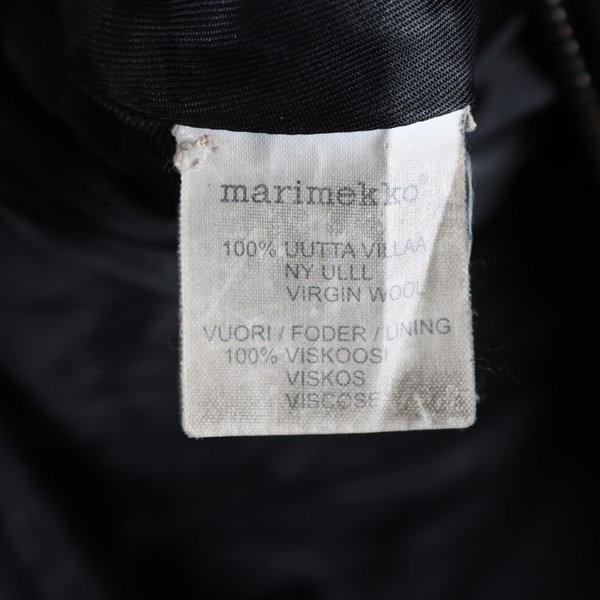 marimekko®
100% UUTTA VILLAA
NY ULLL
VIRGIN WOOL
VUORI / FODER / LINING
100% VISKOOSI
VISKOS
VISCOSE